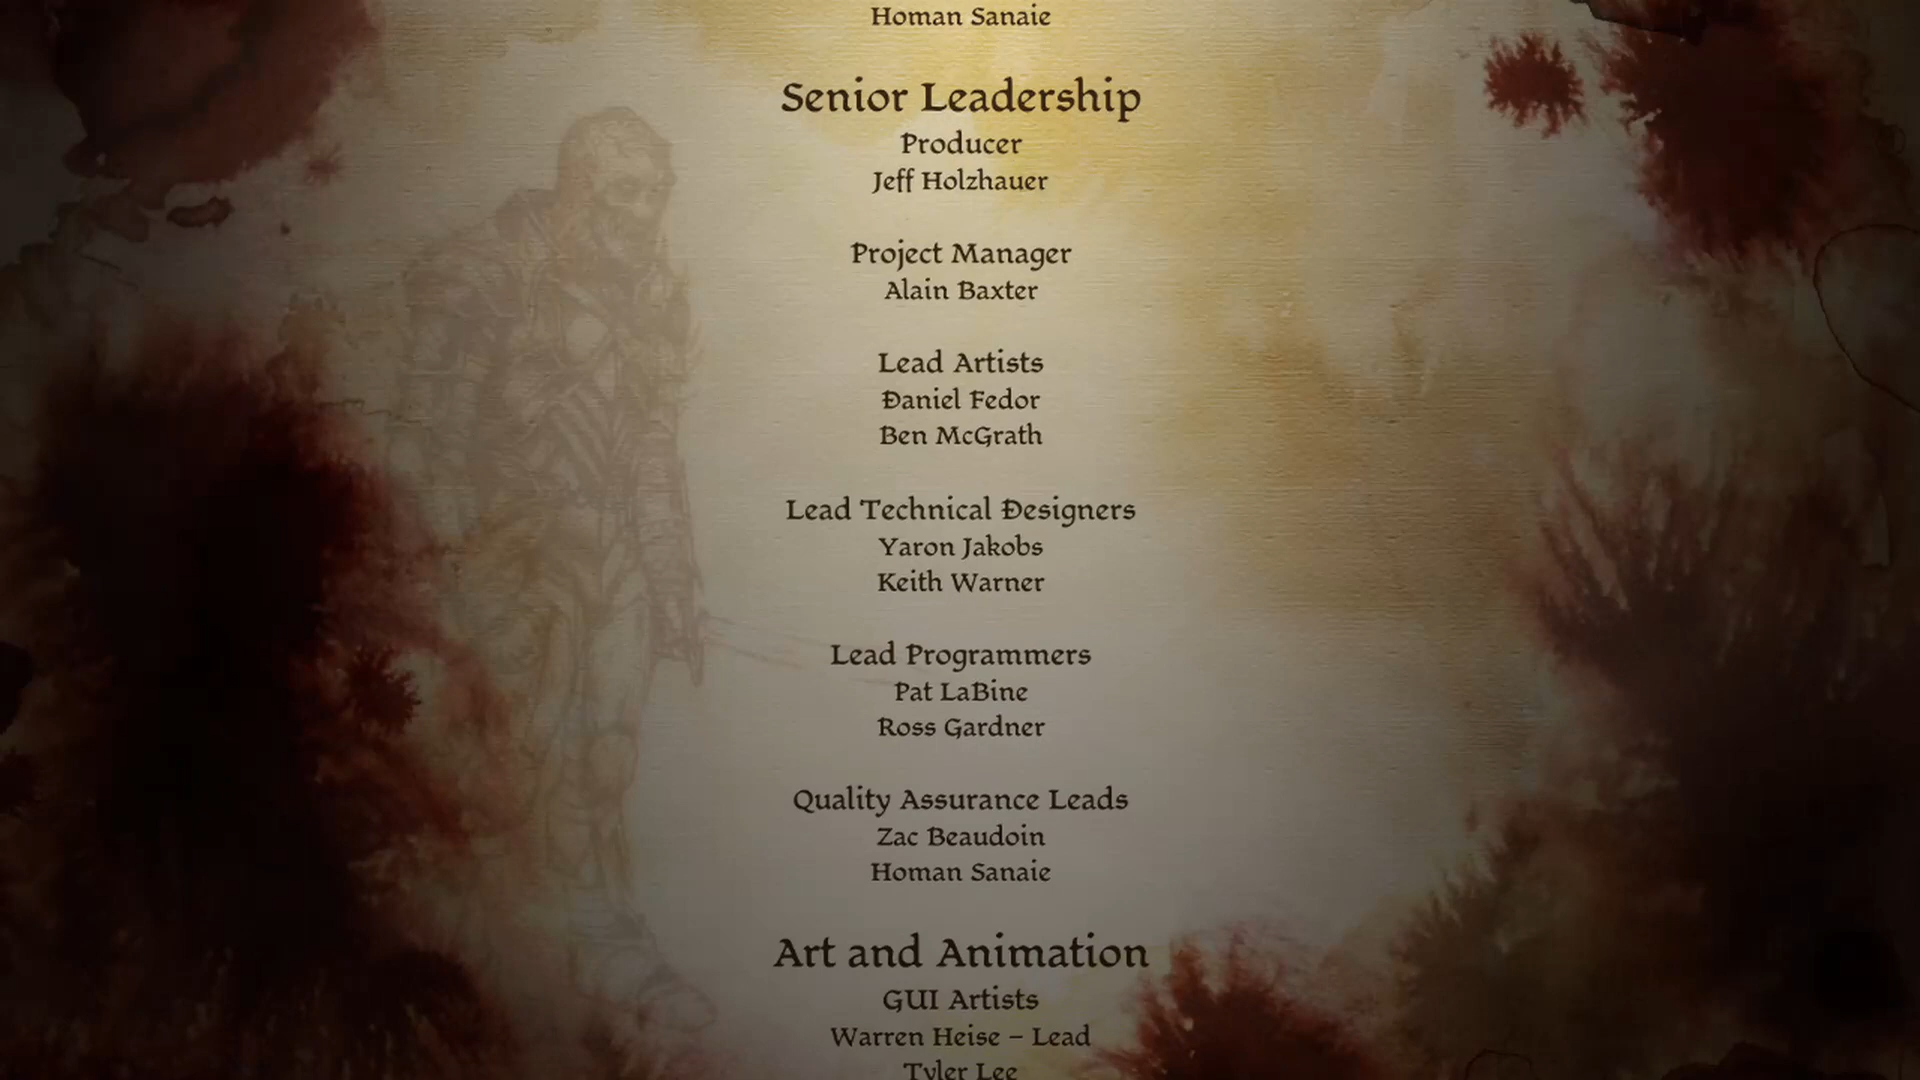 Homan Sanaie
Senior Leadership
Producer
Jeff Holzhauer
Project Manager
Alain Baxter
Lead Artists
Daniel Fedor
Ben McGrath
Lead Technical Designers
Yaron Jakobs
Keith Warner
Lead Programmers
Pat LaBine
Ross Gardner
Quality Assurance Leads
Zac Beaudoin
Homan Sanaie
Art and Animation
GUI Artists
Warren Heise – Lead
Tyler Lee